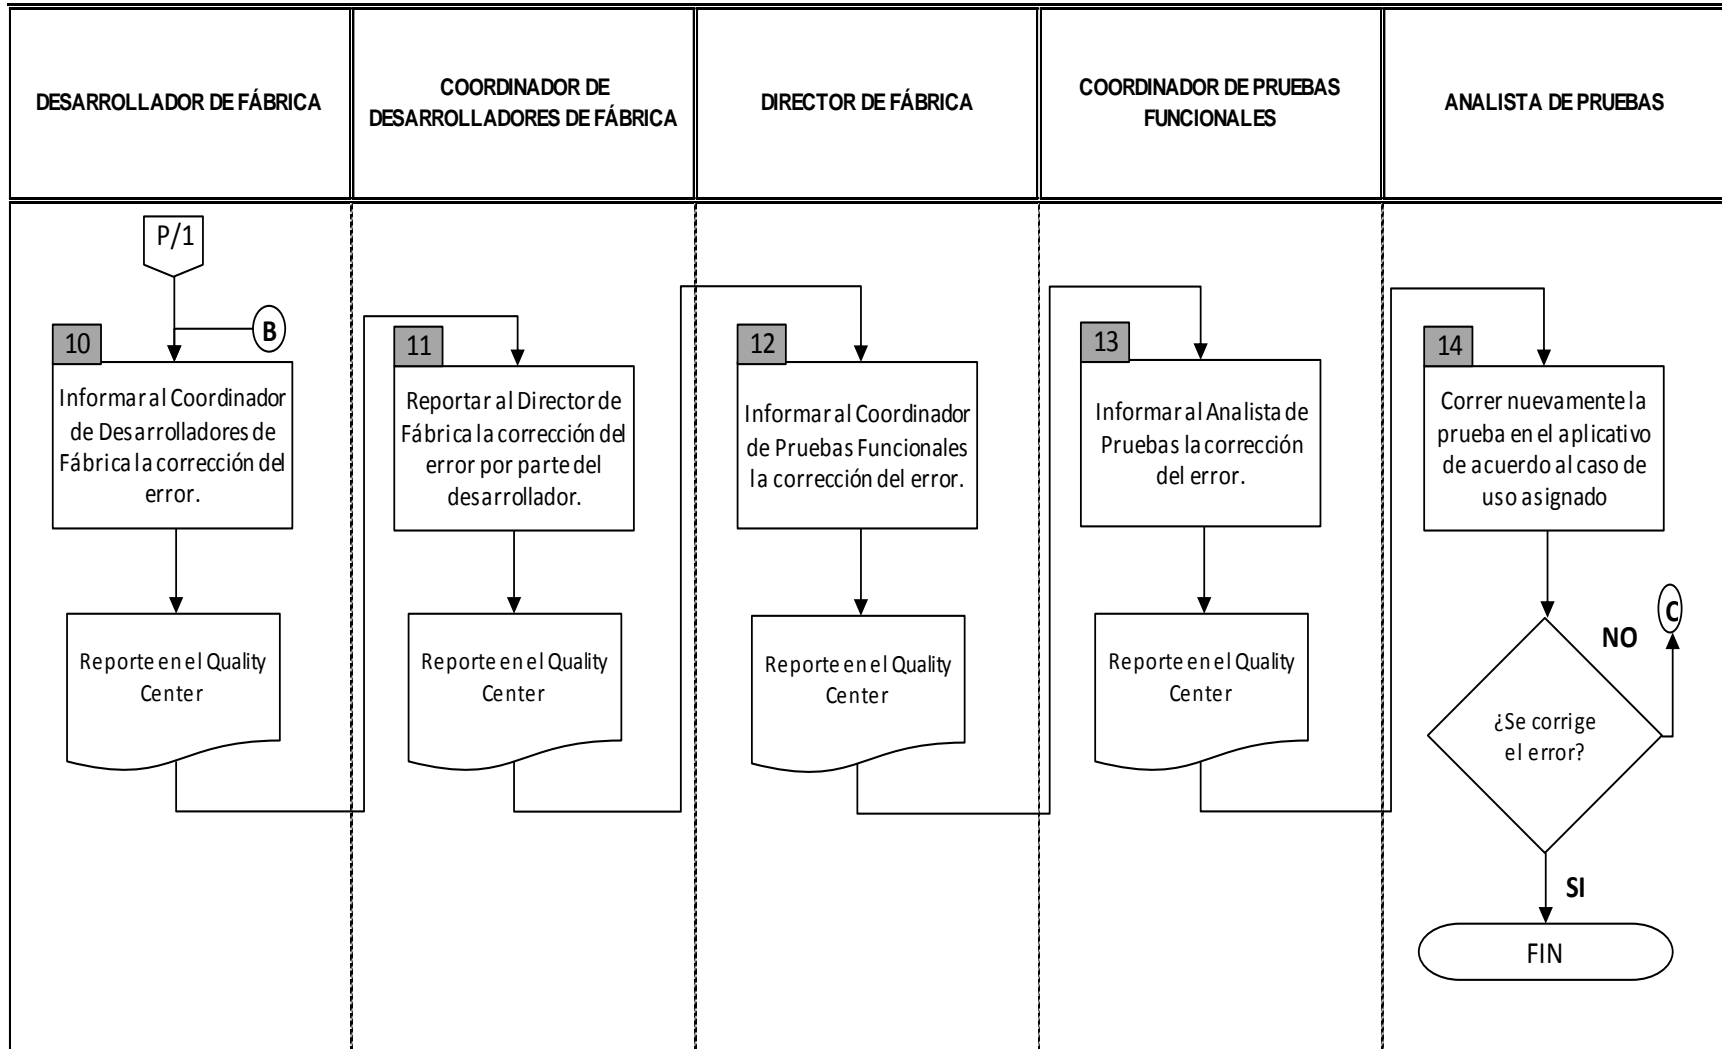 DESARROLLADOR DE FÁBRICA
COORDINADOR DE
DESARROLLADORES DE FÁBRICA
DIRECTOR DE FÁBRICA
COORDINADOR DE PRUEBAS
FUNCIONALES
ANALISTA DE PRUEBAS
P/1
B
10
Informar al Coordinador
de Desarrolladores de
Fábrica la corrección del
error.
Reporte en el Quality
Center
11
Reportar al Director de
Fábrica la corrección del
error por parte del
desarrollador.
Reporte en el Quality
Center
12
Informar al Coordinador
de Pruebas Funcionales
la corrección del error.
Reporte en el Quality
Center
13
Informar al Analista de
Pruebas la corrección
del error.
Reporte en el Quality
Center
14
Correr nuevamente la
prueba en el aplicativo
de acuerdo al caso de
uso asignado
¿Se corrige
el error?
NO
C
SI
FIN